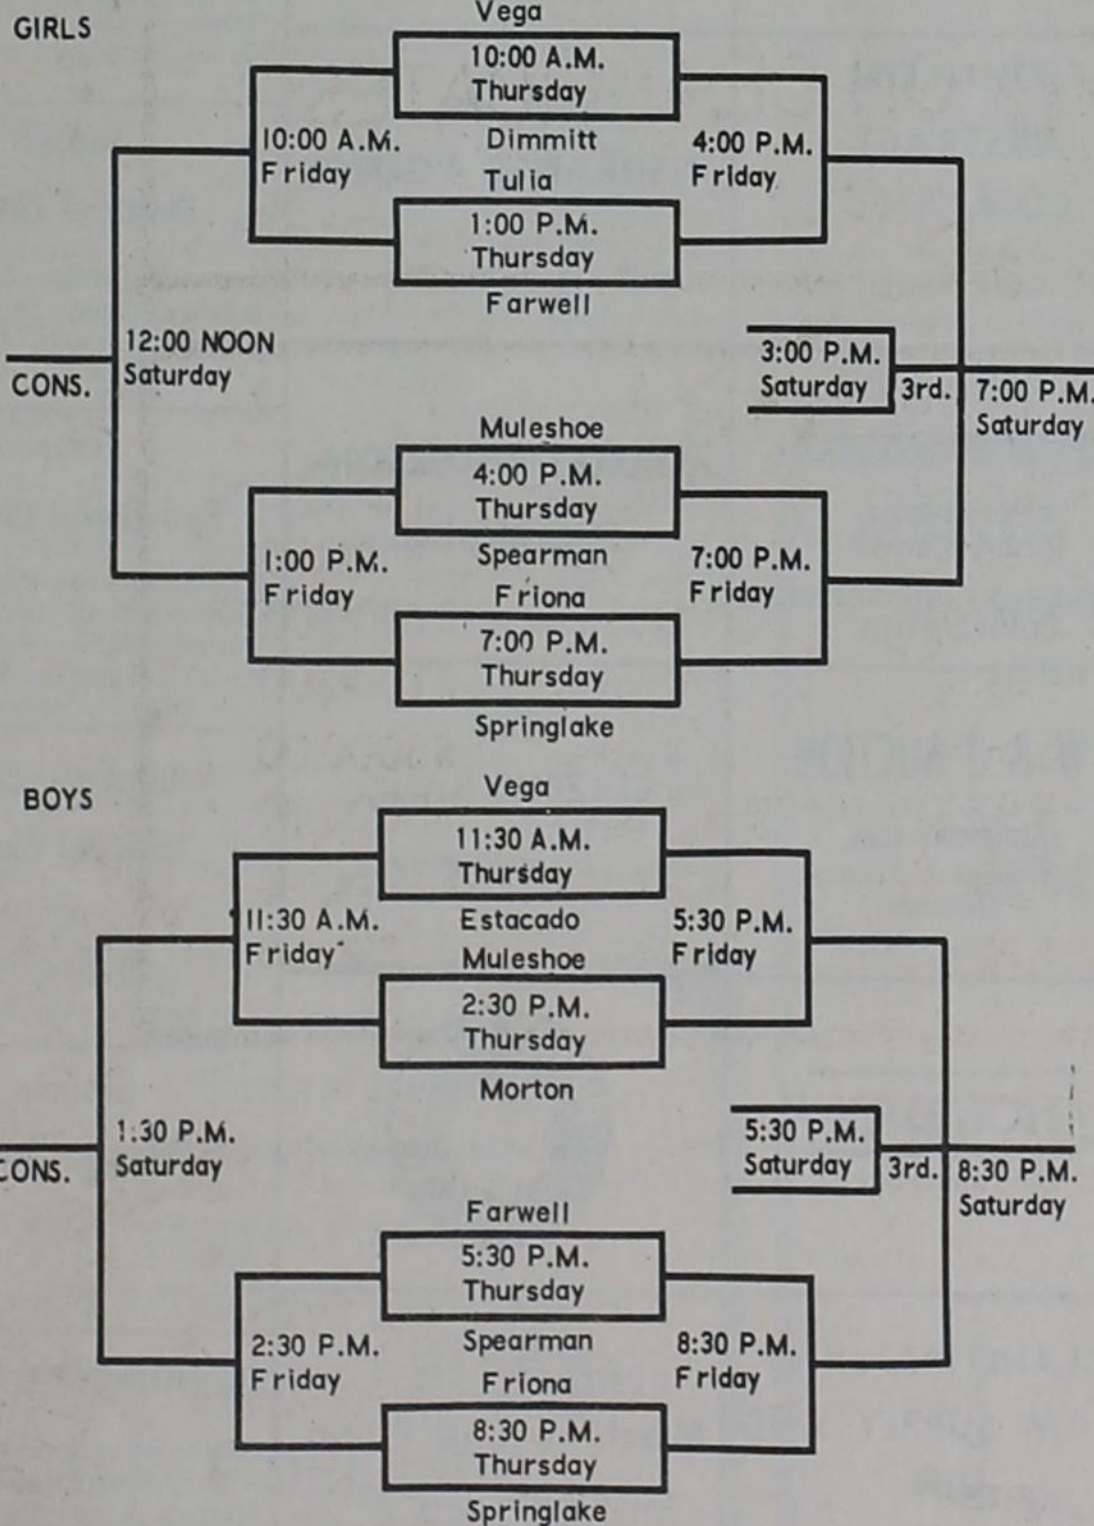 GIRLS
Vega
10:00 A.M.
Thursday
Dimmitt
10:00 A.M.
Friday
4:00 P.M.
Friday
Tulia
1:00 P.M.
Thursday
Farwell
12:00 NOON
Saturday
CONS.
3:00 P.M.
Saturday
3rd.
7:00 P.M.
Saturday
Muleshoe
4:00 P.M.
Thursday
Spearman
1:00 P.M.
Friday
7:00 P.M.
Friday
Friona
7:00 P.M.
Thursday
Springlake
BOYS
Vega
11:30 A.M.
Thursday
Estacado
11:30 A.M.
Friday
5:30 P.M.
Friday
Muleshoe
2:30 P.M.
Thursday
Morton
1:30 P.M.
Saturday
CONS.
5:30 P.M.
Saturday
3rd.
8:30 P.M.
Saturday
Farwell
5:30 P.M.
Thursday
Spearman
2:30 P.M.
Friday
8:30 P.M.
Friday
Friona
8:30 P.M.
Thursday
Springlake